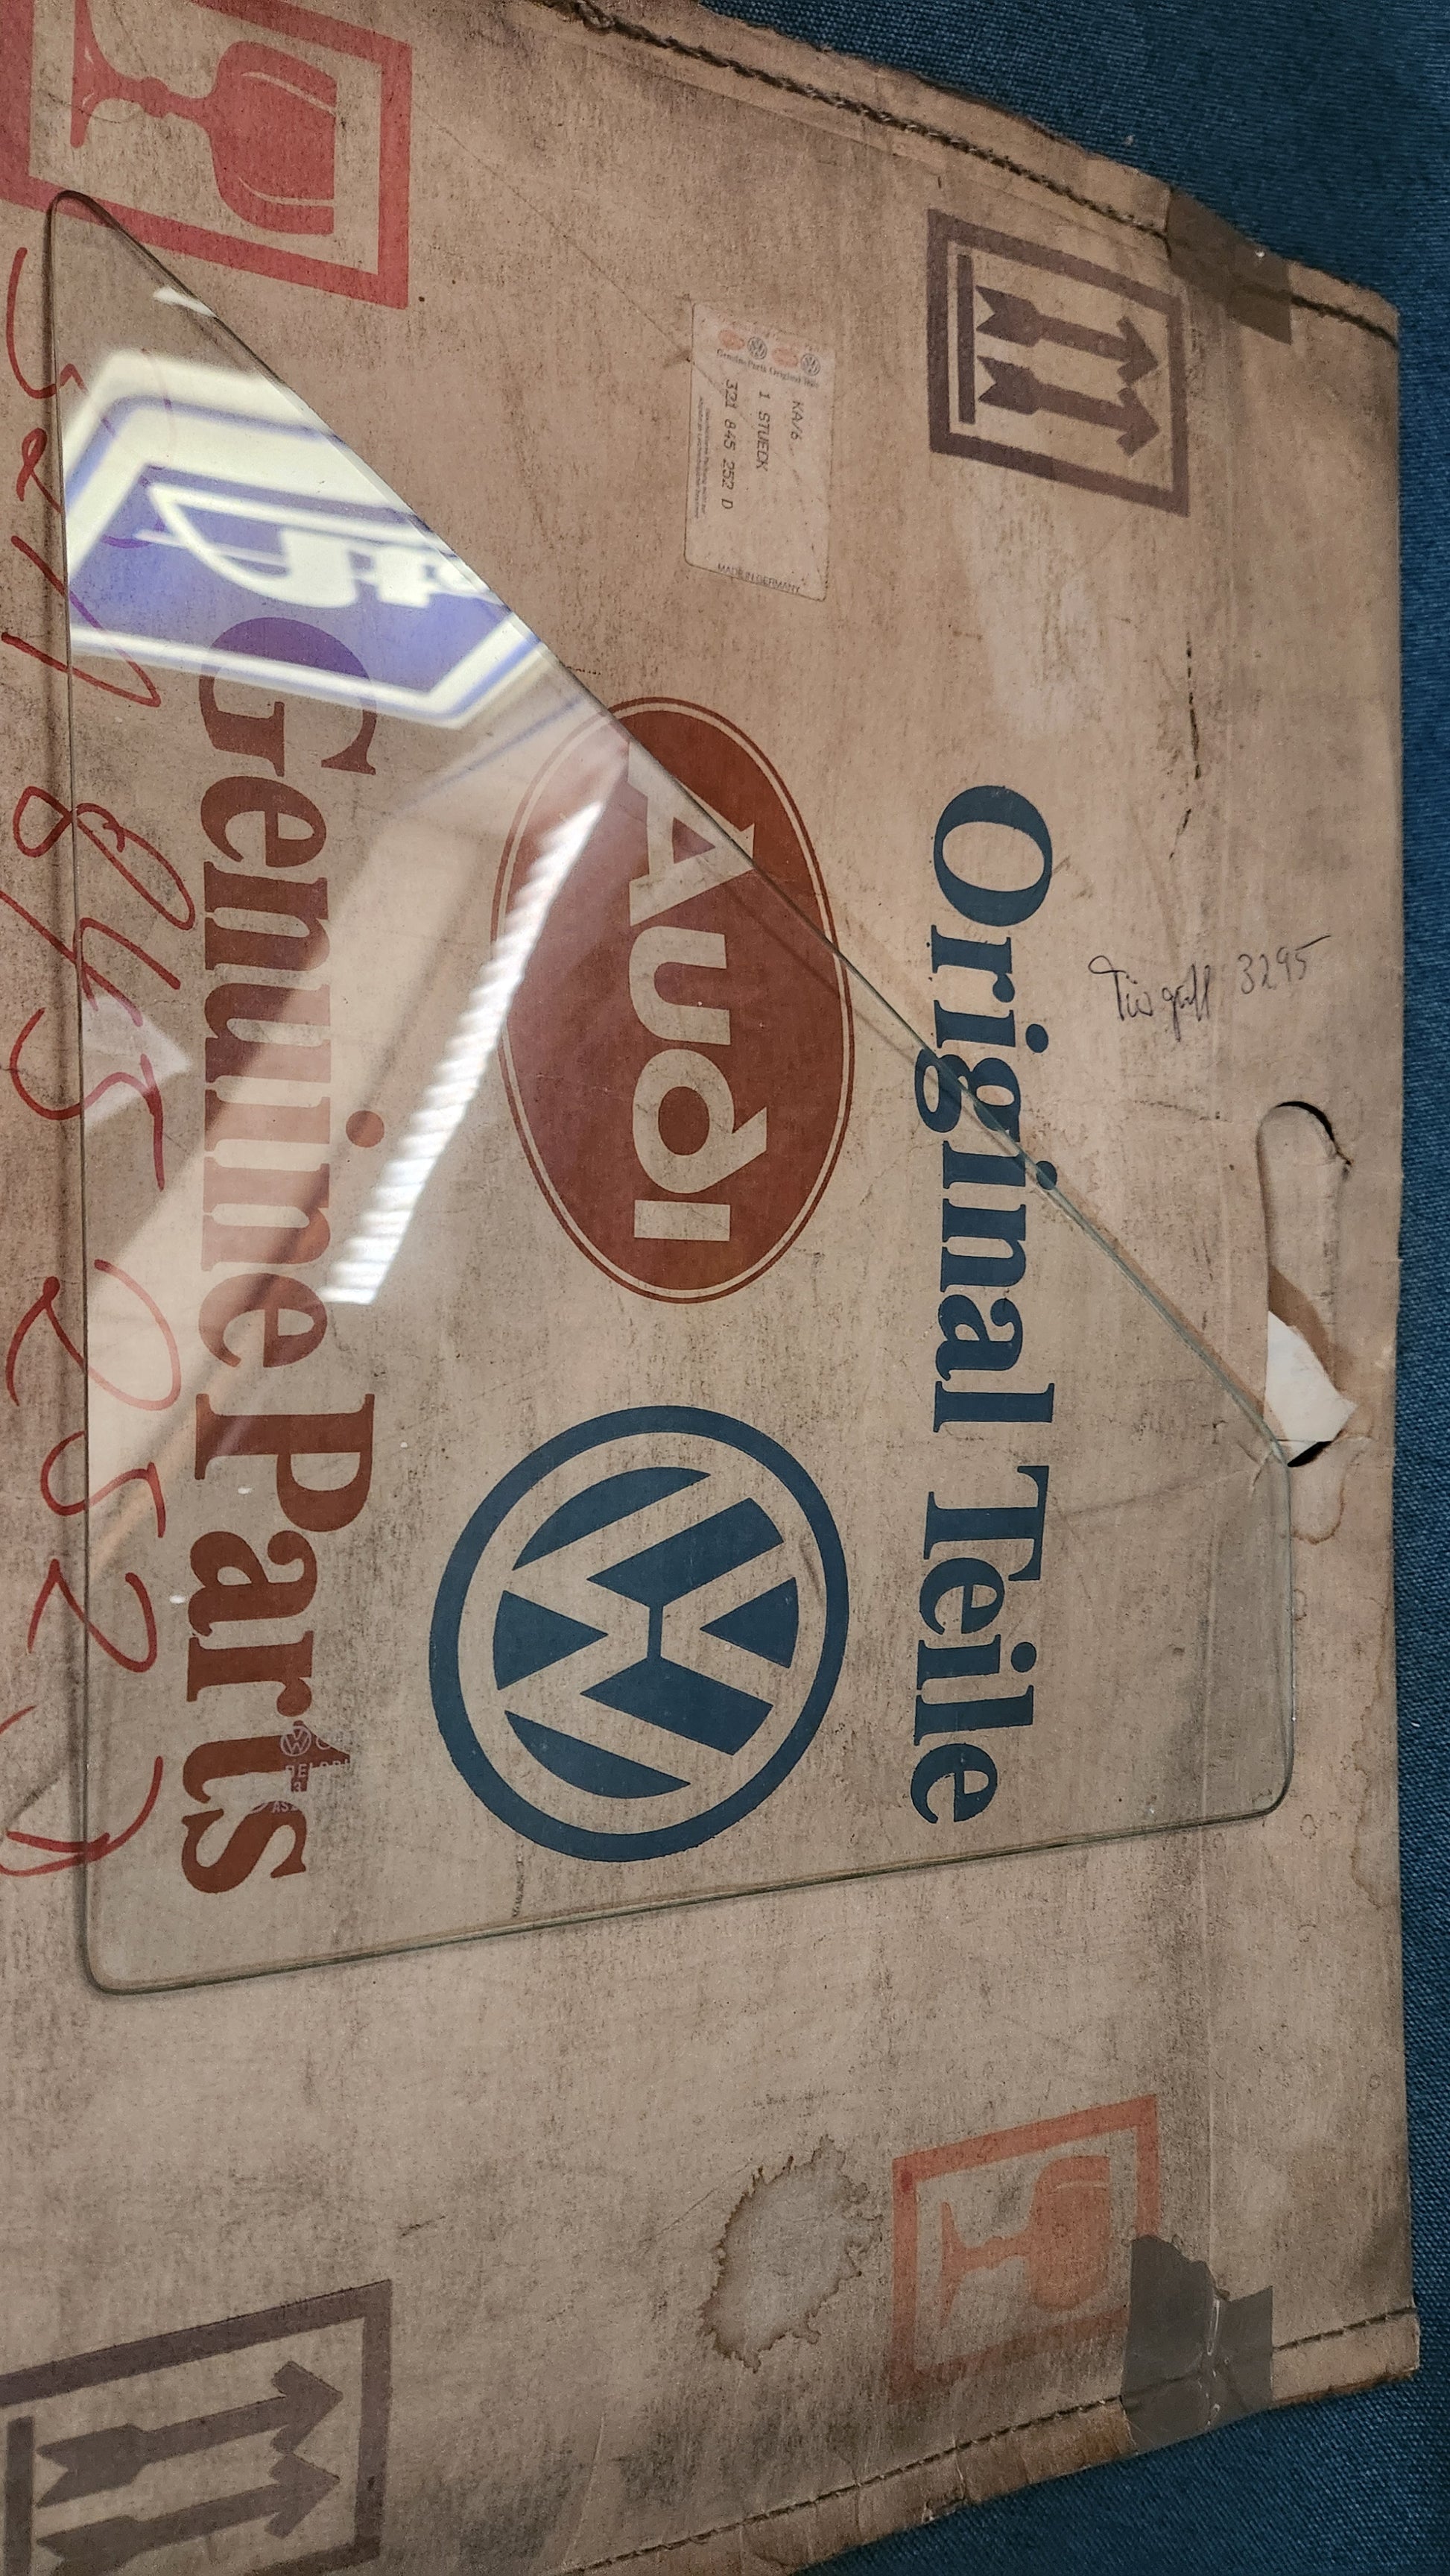 Original Teile
Audi
Genuine Parts
Genuine Parts Original Teile
KA/6
1 STUECK
321 845 252 D
MADE IN GERMANY
3295
321 845 252 D